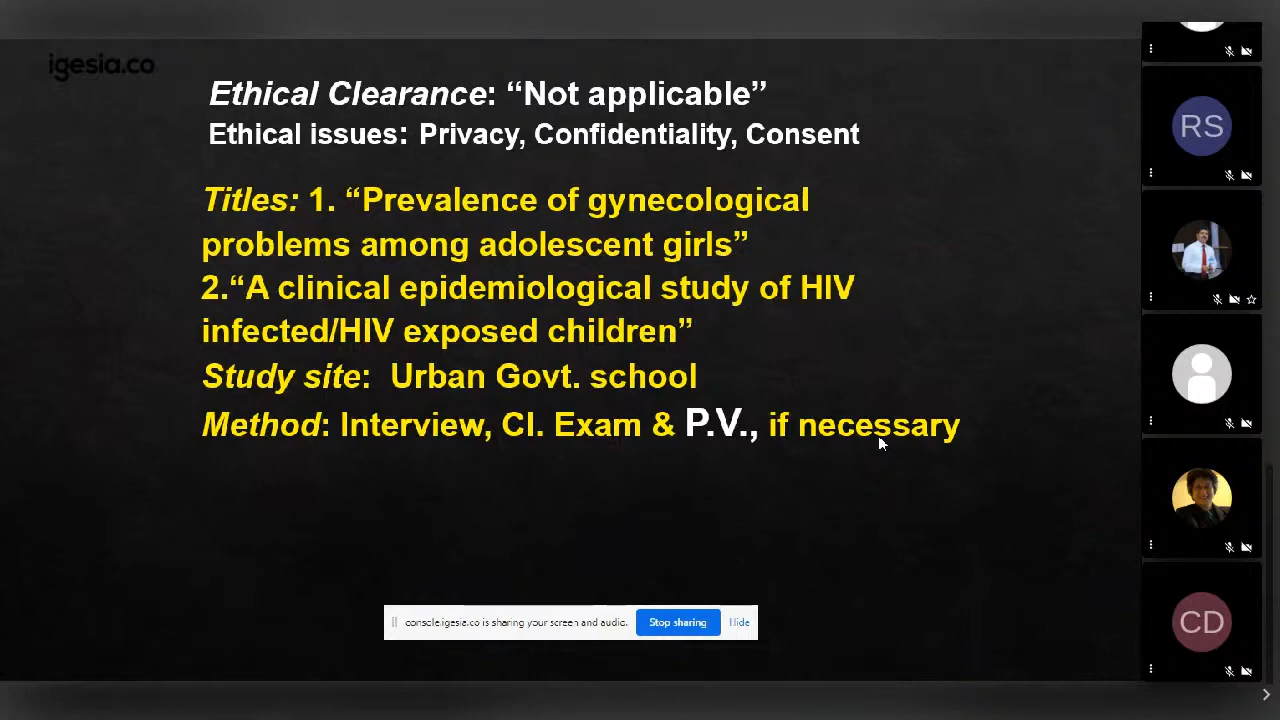 igesia.co
Ethical Clearance: “Not applicable”
Ethical issues: Privacy, Confidentiality, Consent
Titles: 1. “Prevalence of gynecological
problems among adolescent girls”
2.“A clinical epidemiological study of HIV
infected/HIV exposed children”
Study site: Urban Govt. school
Method: Interview, Cl. Exam & P.V., if necessary
console.igesia.co is sharing your screen and audio. Stop sharing Hide
RS
CD